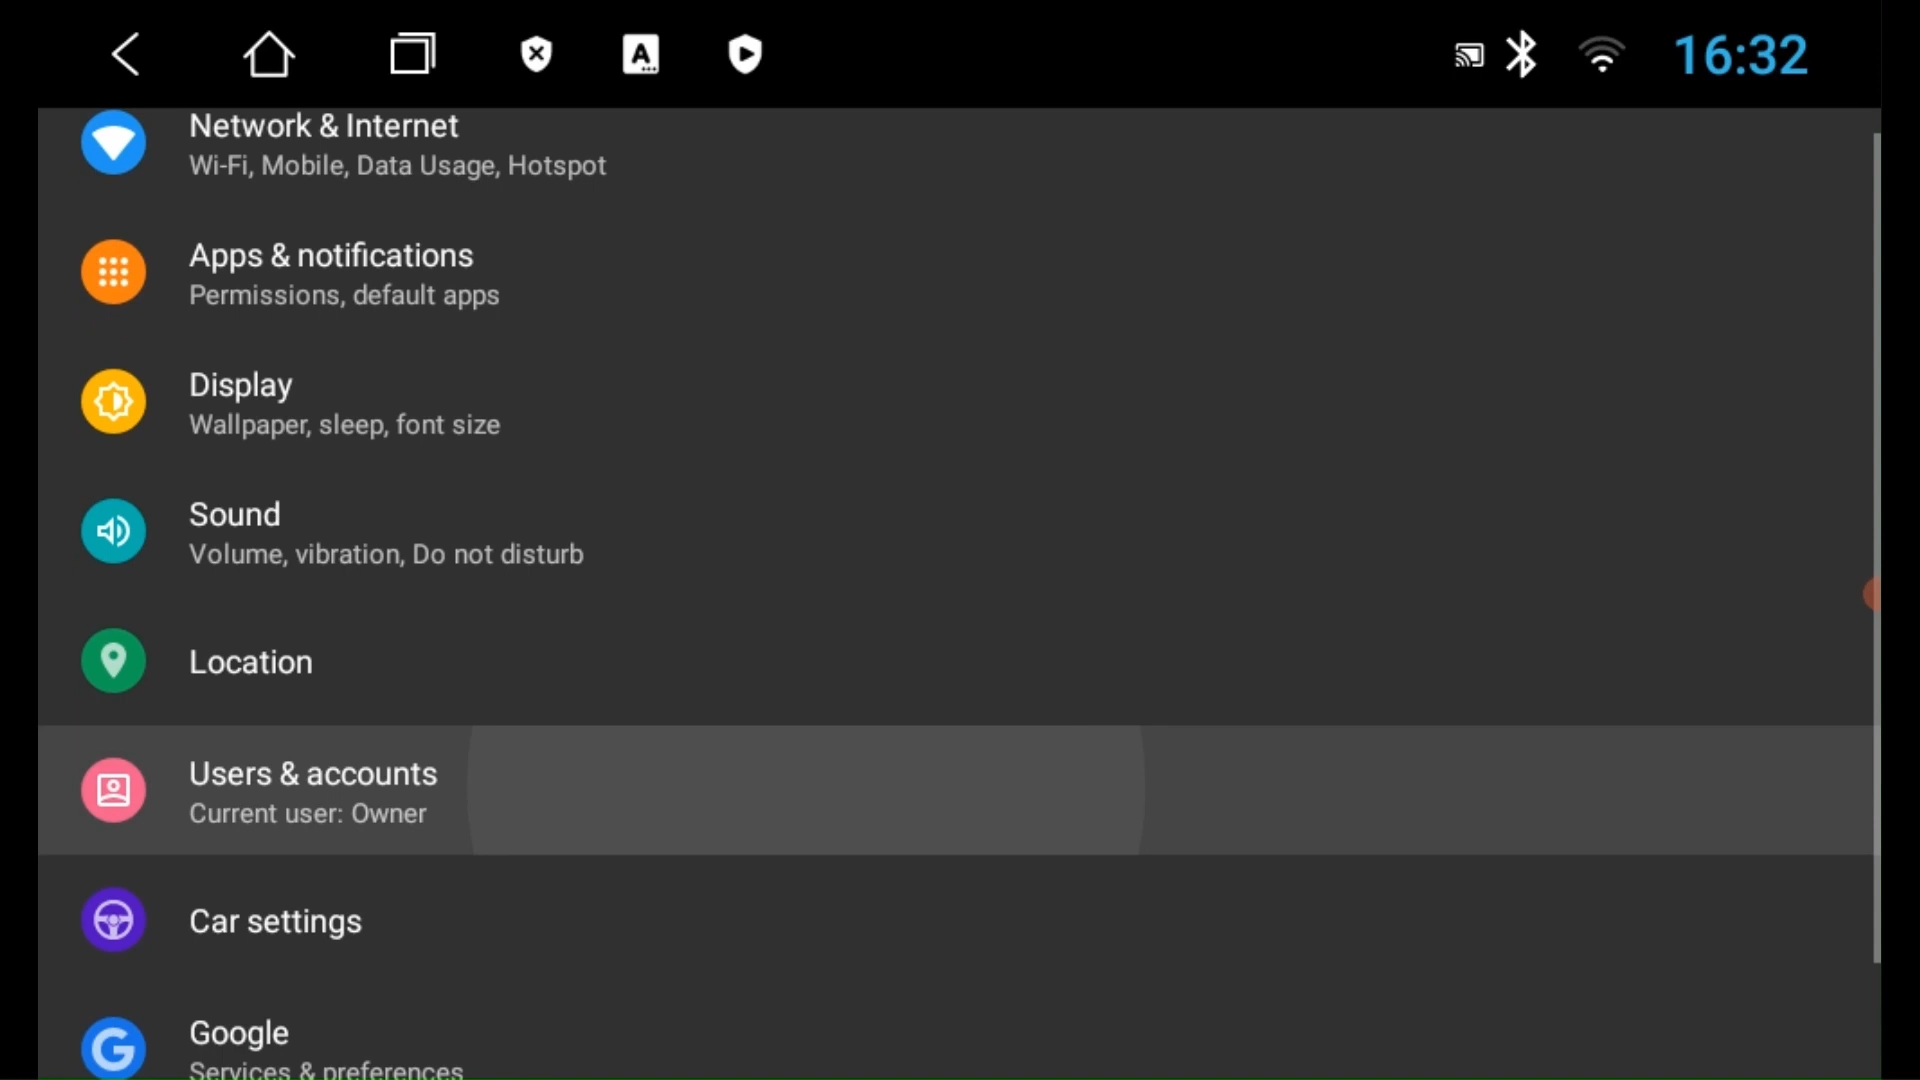 16:32
Network & Internet
Wi-Fi, Mobile, Data Usage, Hotspot
Apps & notifications
Permissions, default apps
Display
Wallpaper, sleep, font size
Sound
Volume, vibration, Do not disturb
Location
Users & accounts
Current user: Owner
Car settings
Google
Services & preferences